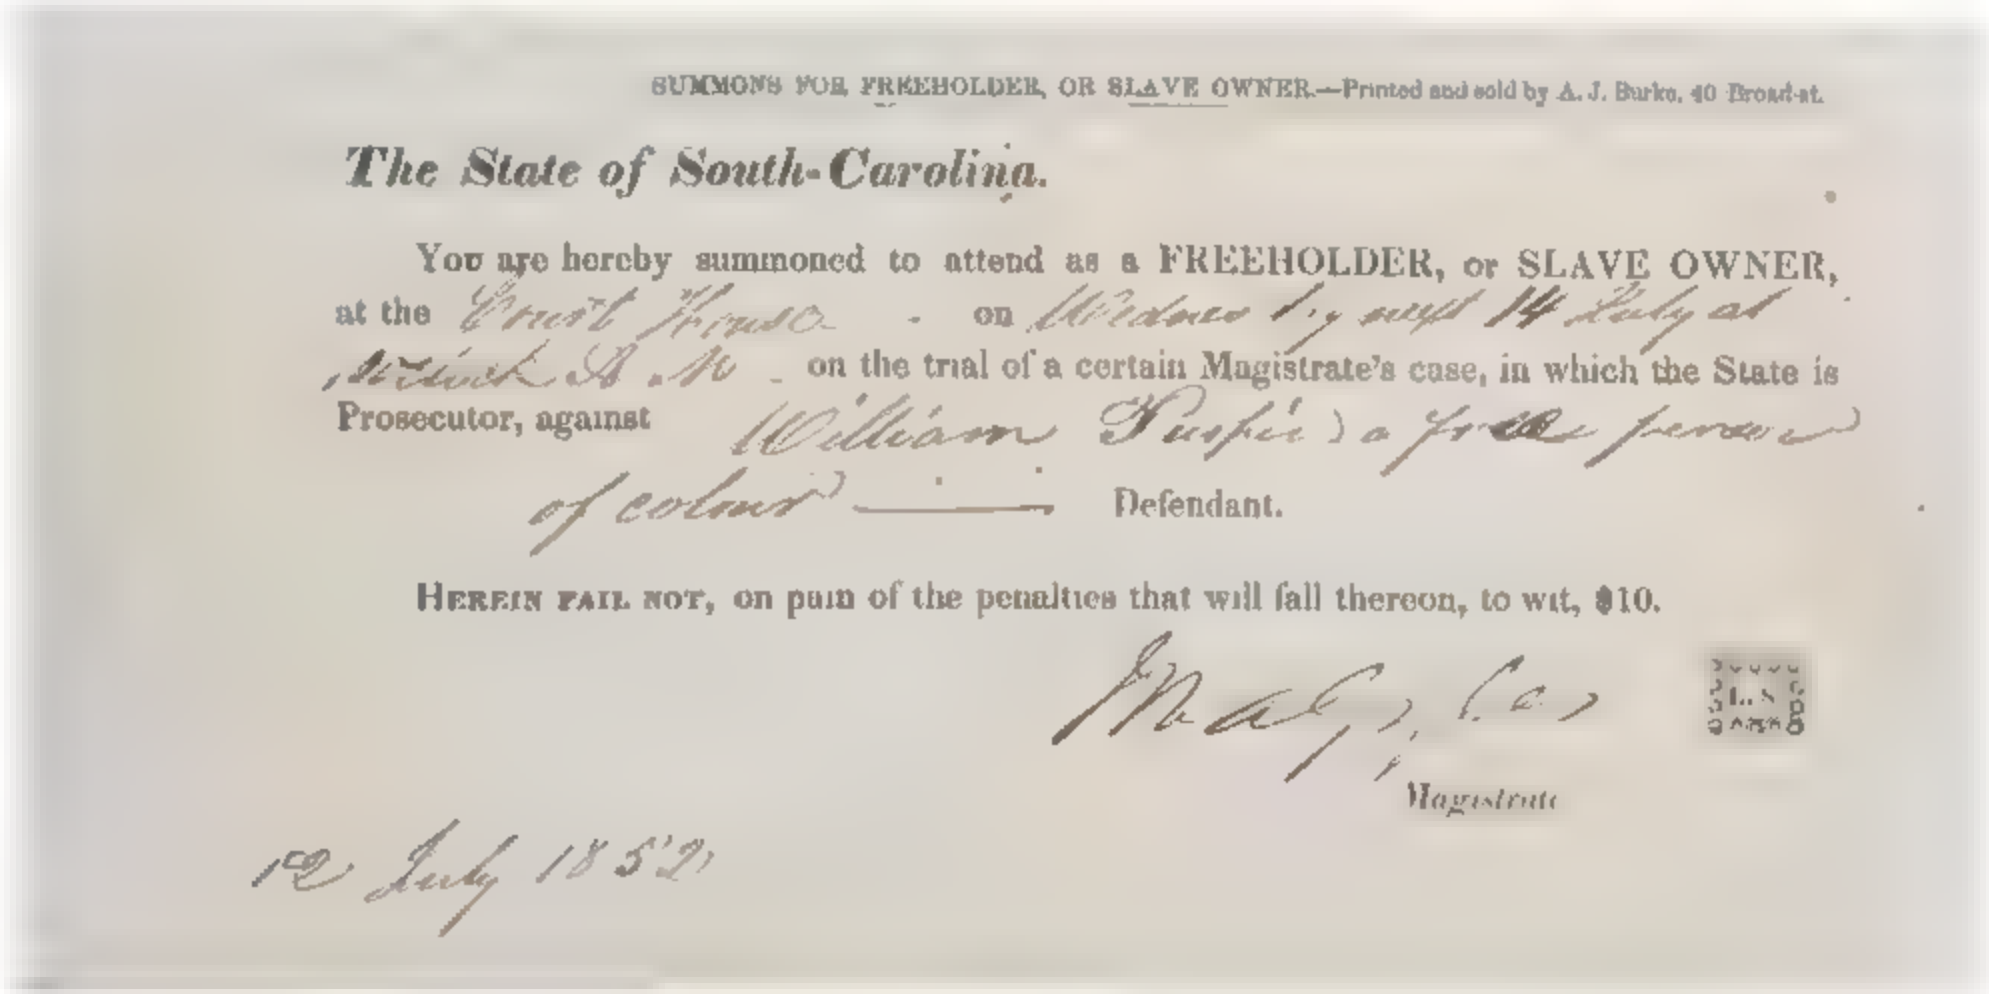 SUMMONS FOR FREEHOLDER, OR SLAVE OWNER.—Printed and sold by A. J. Burke, 40 Broad-st.
The State of South-Carolina.
You are hereby summoned to attend as a FREEHOLDER, or SLAVE OWNER,
at the Court House on next 14 July at
A M on the trial of a certain Magistrate's case, in which the State is
Prosecutor, against William a free person
of colour Defendant.
HEREIN FAIL NOT, on pain of the penalties that will fall thereon, to wit, $10.
L. S
Magistrate
12 July 1852